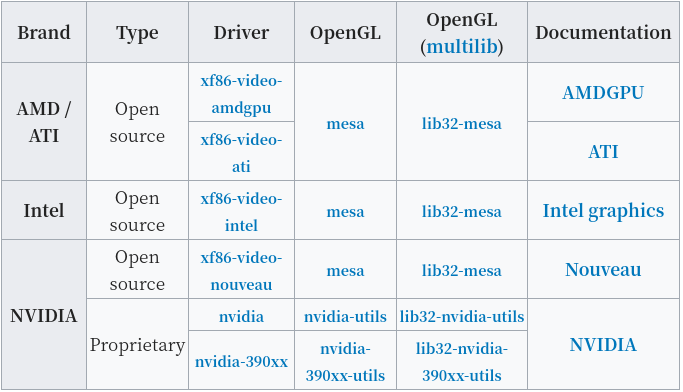 Brand Type Driver OpenGL OpenGL (multilib) Documentation
AMD / ATI
Open source
xf86-video-amdgpu
mesa
lib32-mesa
AMDGPU
xf86-video-ati
ATI
Intel
Open source
xf86-video-intel
mesa
lib32-mesa
Intel graphics
NVIDIA
Open source
xf86-video-nouveau
mesa
lib32-mesa
Nouveau
Proprietary
nvidia
nvidia-utils
lib32-nvidia-utils
NVIDIA
nvidia-390xx
nvidia-390xx-utils
lib32-nvidia-390xx-utils